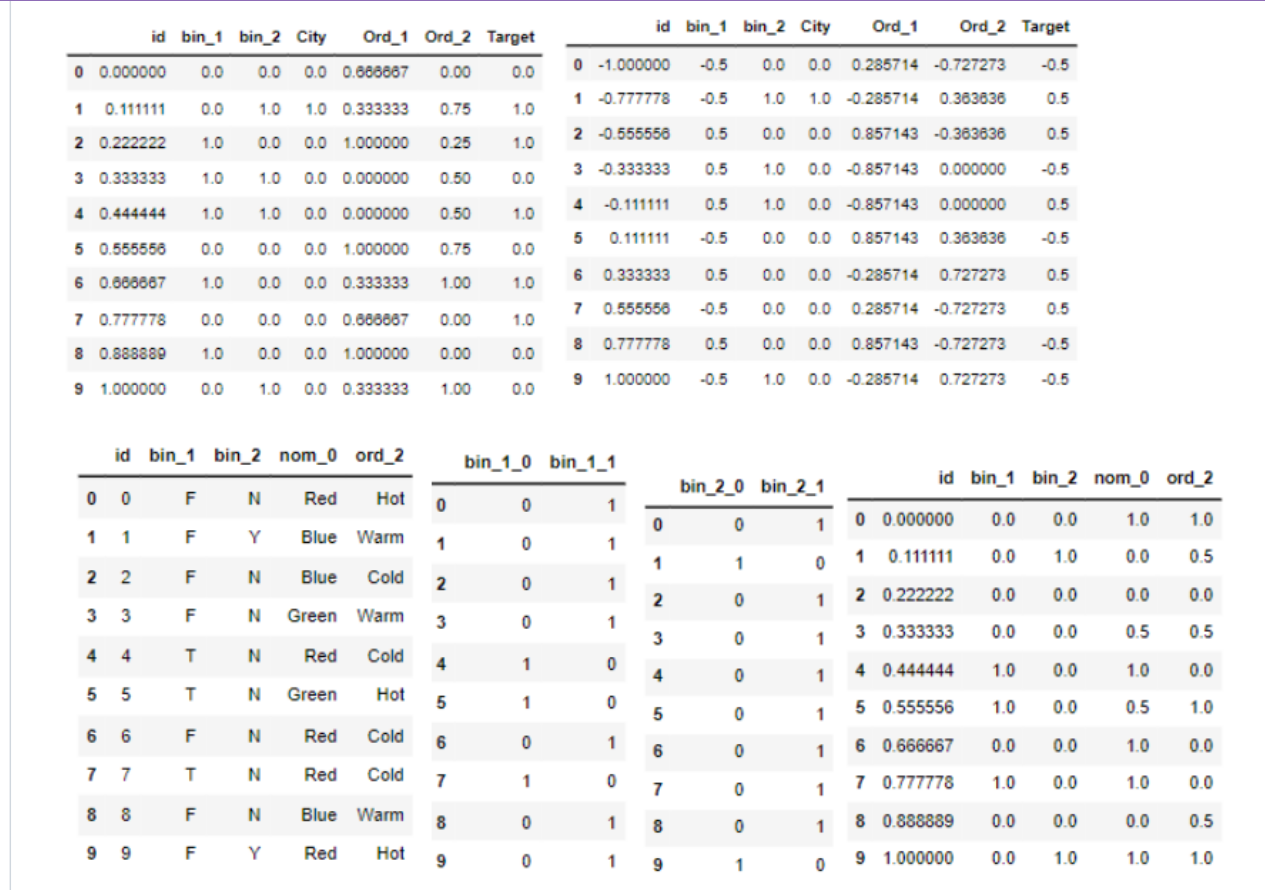 id bin_1 bin_2 City Ord_1 Ord_2 Target
0 0.000000 0.0 0.0 0.0 0.666667 0.00 0.0
1 0.111111 0.0 1.0 1.0 0.333333 0.75 1.0
2 0.222222 1.0 0.0 0.0 1.000000 0.25 1.0
3 0.333333 1.0 1.0 0.0 0.000000 0.50 0.0
4 0.444444 1.0 1.0 0.0 0.000000 0.50 1.0
5 0.555556 0.0 0.0 0.0 1.000000 0.75 0.0
6 0.666667 1.0 0.0 0.0 0.333333 1.00 1.0
7 0.777778 0.0 0.0 0.0 0.666667 0.00 1.0
8 0.888889 1.0 0.0 0.0 1.000000 0.00 0.0
9 1.000000 0.0 1.0 0.0 0.333333 1.00 0.0
id bin_1 bin_2 City Ord_1 Ord_2 Target
0 -1.000000 -0.5 0.0 0.0 0.285714 -0.727273 -0.5
1 -0.777778 -0.5 1.0 1.0 -0.285714 0.363636 0.5
2 -0.555556 0.5 0.0 0.0 0.857143 -0.363636 0.5
3 -0.333333 0.5 1.0 0.0 -0.857143 0.000000 -0.5
4 -0.111111 0.5 1.0 0.0 -0.857143 0.000000 0.5
5 0.111111 -0.5 0.0 0.0 0.857143 0.363636 -0.5
6 0.333333 0.5 0.0 0.0 -0.285714 0.727273 0.5
7 0.555556 -0.5 0.0 0.0 0.285714 -0.727273 0.5
8 0.777778 0.5 0.0 0.0 0.857143 -0.727273 -0.5
9 1.000000 -0.5 1.0 0.0 -0.285714 0.727273 -0.5
id bin_1 bin_2 nom_0 ord_2
0 0 F N Red Hot
1 1 F Y Blue Warm
2 2 F N Blue Cold
3 3 F N Green Warm
4 4 T N Red Cold
5 5 T N Green Hot
6 6 F N Red Cold
7 7 T N Red Cold
8 8 F N Blue Warm
9 9 F Y Red Hot
bin_1_0 bin_1_1
0 0 1
1 0 1
2 0 1
3 0 1
4 1 0
5 1 0
6 0 1
7 1 0
8 0 1
9 0 1
bin_2_0 bin_2_1
0 0 1
1 1 0
2 0 1
3 0 1
4 0 1
5 0 1
6 0 1
7 0 1
8 0 1
9 1 0
id bin_1 bin_2 nom_0 ord_2
0 0.000000 0.0 0.0 1.0 1.0
1 0.111111 0.0 1.0 0.0 0.5
2 0.222222 0.0 0.0 0.0 0.0
3 0.333333 0.0 0.0 0.5 0.5
4 0.444444 1.0 0.0 1.0 0.0
5 0.555556 1.0 0.0 0.5 1.0
6 0.666667 0.0 0.0 1.0 0.0
7 0.777778 1.0 0.0 1.0 0.0
8 0.888889 0.0 0.0 0.0 0.5
9 1.000000 0.0 1.0 1.0 1.0